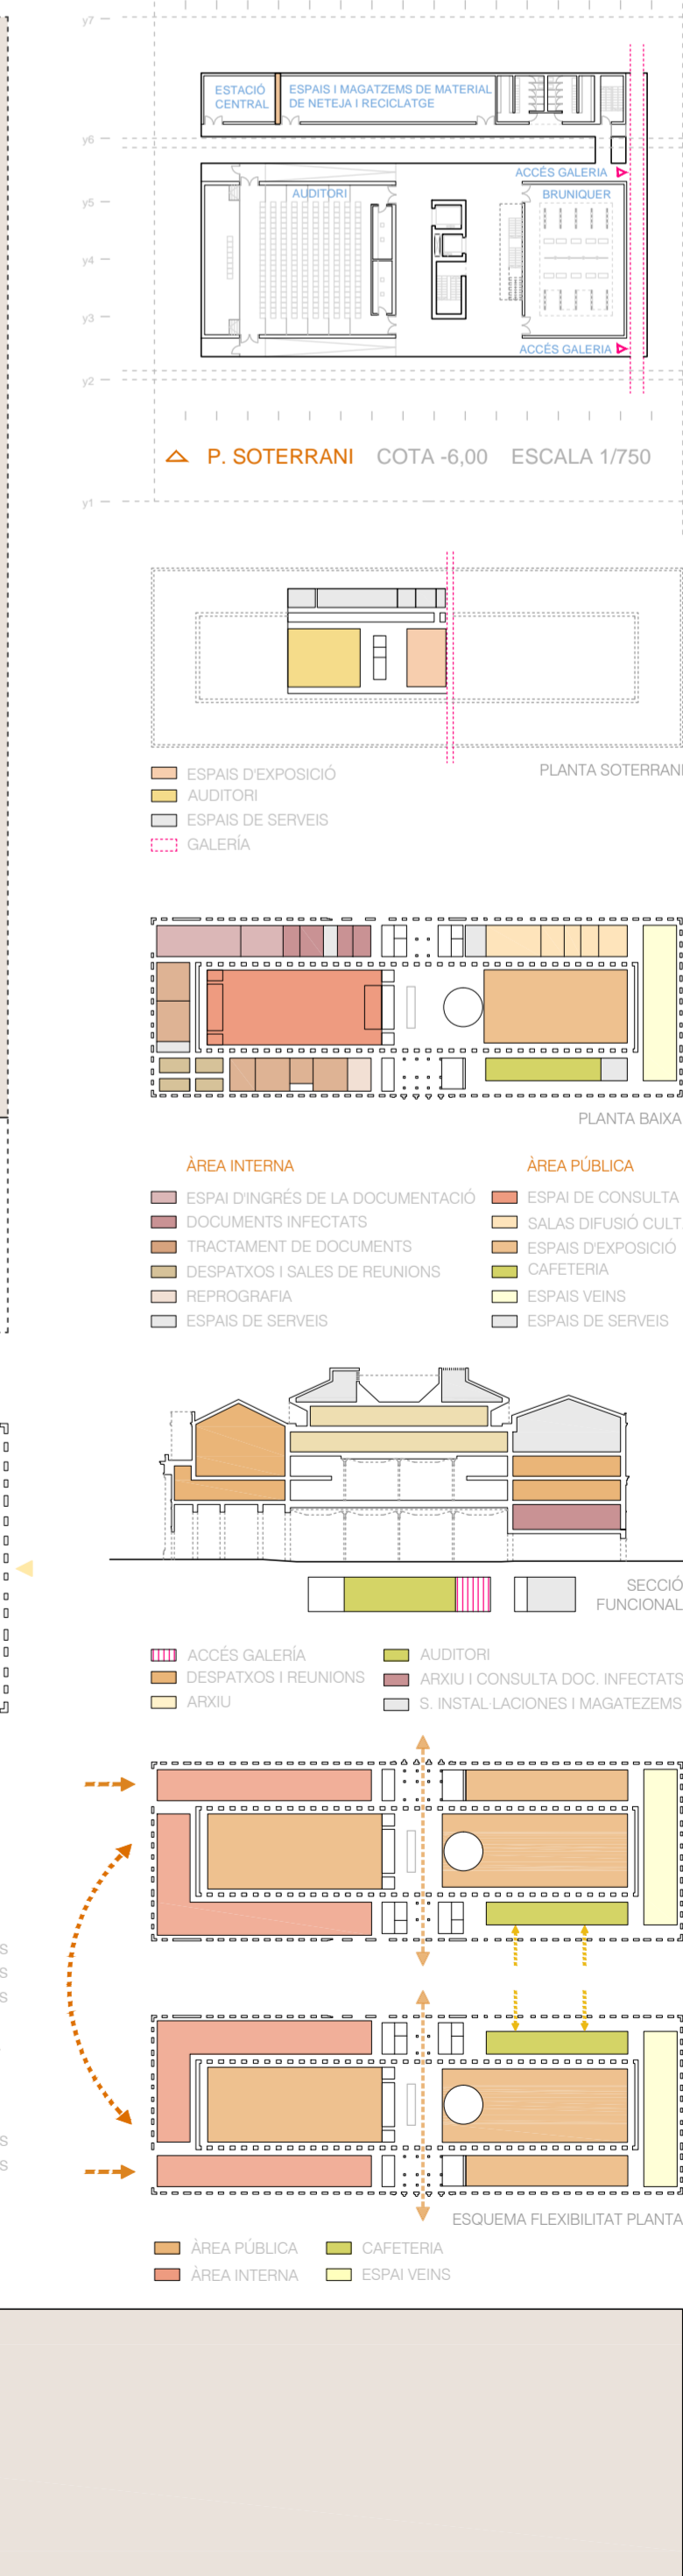 y7
ESTACIÓ
CENTRAL
ESPAIS I MAGATZEMS DE MATERIAL
DE NETEJA I RECICLATGE
y6
ACCÉS GALERIA
AUDITORI
BRUNIQUER
y5
y4
y3
ACCÉS GALERIA
y2
P. SOTERRANI COTA -6,00 ESCALA 1/750
y1
PLANTA SOTERRANI
ESPAIS D'EXPOSICIÓ
AUDITORI
ESPAIS DE SERVEIS
GALERÍA
PLANTA BAIXA
ÀREA INTERNA
ESPAI D'INGRÉS DE LA DOCUMENTACIÓ
DOCUMENTS INFECTATS
TRACTAMENT DE DOCUMENTS
DESPATXOS I SALES DE REUNIONS
REPROGRAFIA
ESPAIS DE SERVEIS
ÀREA PÚBLICA
ESPAI DE CONSULTA
SALAS DIFUSIÓ CULT.
ESPAIS D'EXPOSICIÓ
CAFETERIA
ESPAIS VEINS
ESPAIS DE SERVEIS
SECCIÓ
FUNCIONAL
ACCÉS GALERÍA
DESPATXOS I REUNIONS
ARXIU
AUDITORI
ARXIU I CONSULTA DOC. INFECTATS
S. INSTAL·LACIONES I MAGATEZEMS
S
S
S
S
S
ESQUEMA FLEXIBILITAT PLANTA
ÀREA PÚBLICA
ÀREA INTERNA
CAFETERIA
ESPAI VEINS